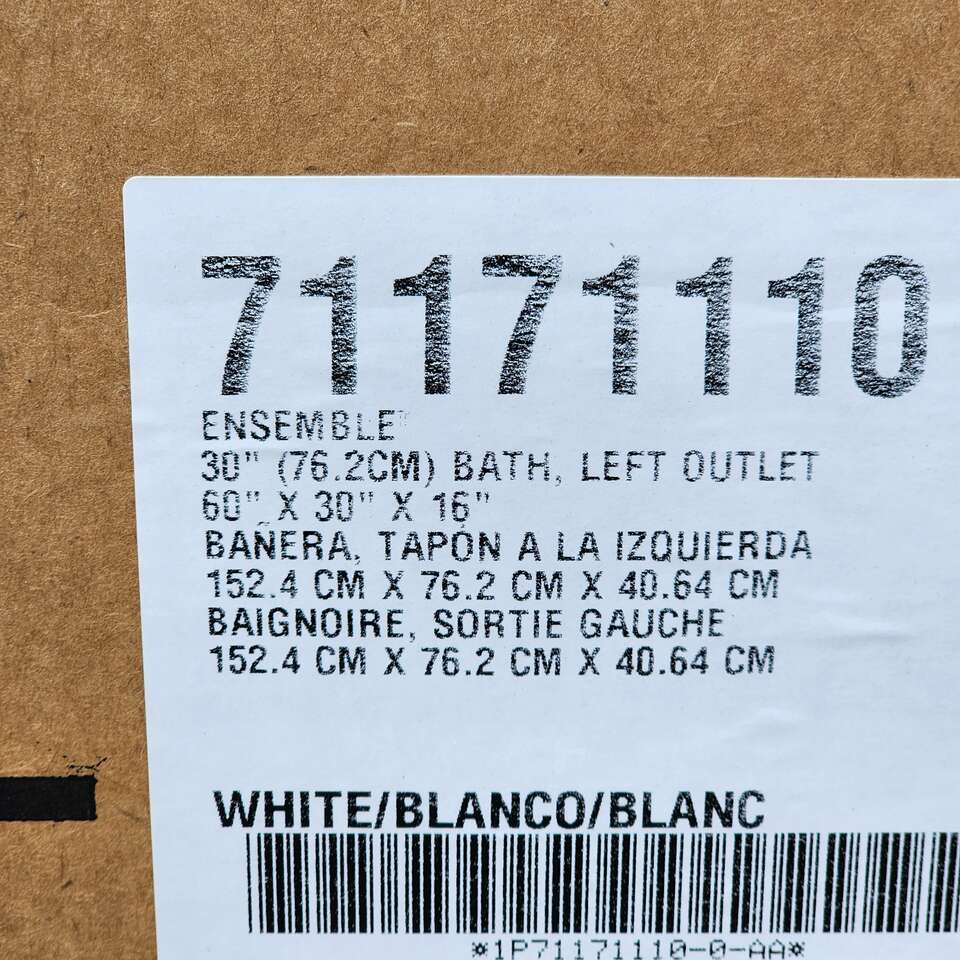 71171110
ENSEMBLE™
30" (76.2CM) BATH, LEFT OUTLET
60" X 30" X 16"
BAÑERA, TAPÓN A LA IZQUIERDA
152.4 CM X 76.2 CM X 40.64 CM
BAIGNOIRE, SORTIE GAUCHE
152.4 CM X 76.2 CM X 40.64 CM
WHITE/BLANCO/BLANC
*1P71171110-0-AA*